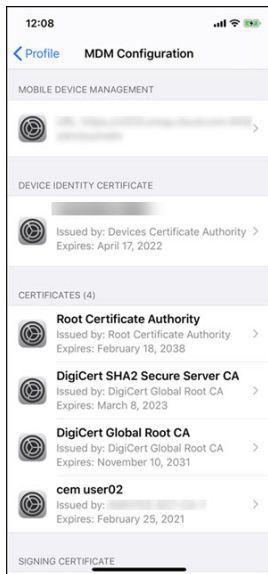 12:08
Profile
MDM Configuration
MOBILE DEVICE MANAGEMENT
DEVICE IDENTITY CERTIFICATE
Issued by: Devices Certificate Authority
Expires: April 17, 2022
CERTIFICATES (4)
Root Certificate Authority
Issued by: Root Certificate Authority
Expires: February 18, 2038
DigiCert SHA2 Secure Server CA
Issued by: DigiCert Global Root CA
Expires: March 8, 2023
DigiCert Global Root CA
Issued by: DigiCert Global Root CA
Expires: November 10, 2031
cem user02
Issued by:
Expires: February 25, 2021
SIGNING CERTIFICATE